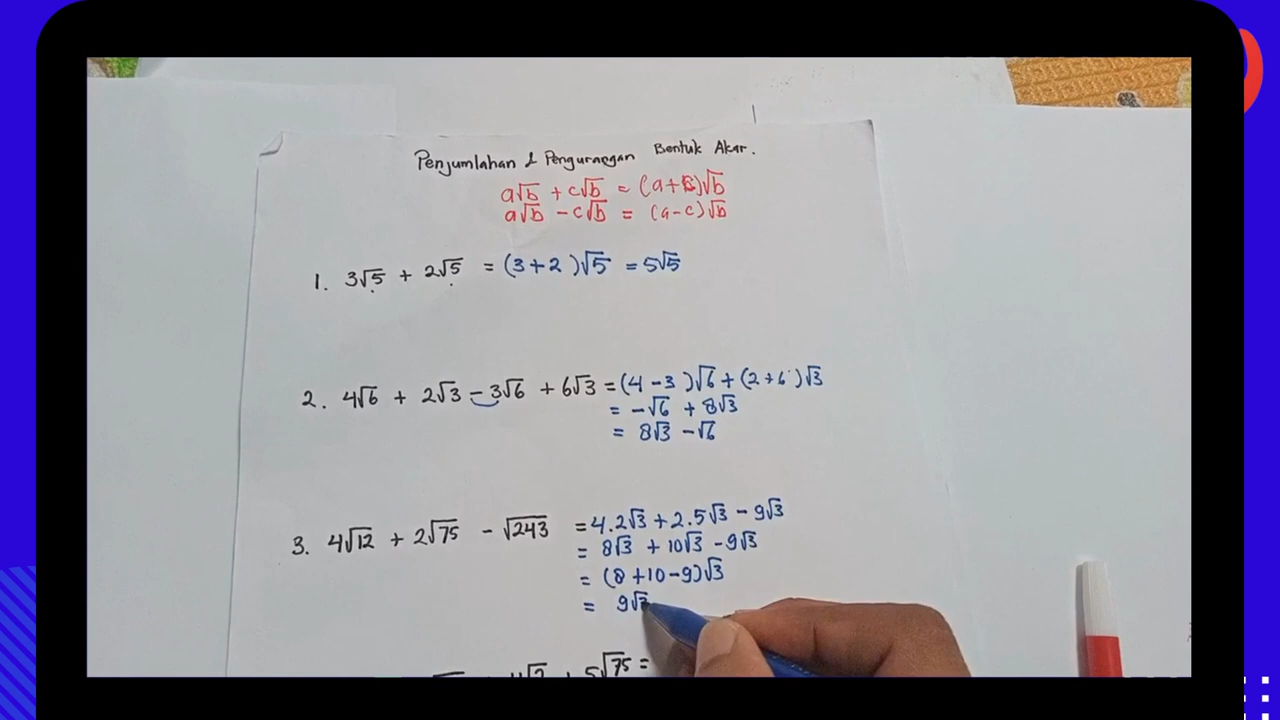 Penjumlahan & Pengurangan Bentuk Akar.
a√b + c√b = (a+c)√b
a√b - c√b = (a-c)√b
1. 3√5 + 2√5 = (3+2)√5 = 5√5
2. 4√6 + 2√3 - 3√6 + 6√3 = (4-3)√6 + (2+6)√3
= -√6 + 8√3
= 8√3 - √6
3. 4√12 + 2√75 - √243 = 4.2√3 + 2.5√3 - 9√3
= 8√3 + 10√3 - 9√3
= (8+10-9)√3
= 9√3
+ 5√75 =